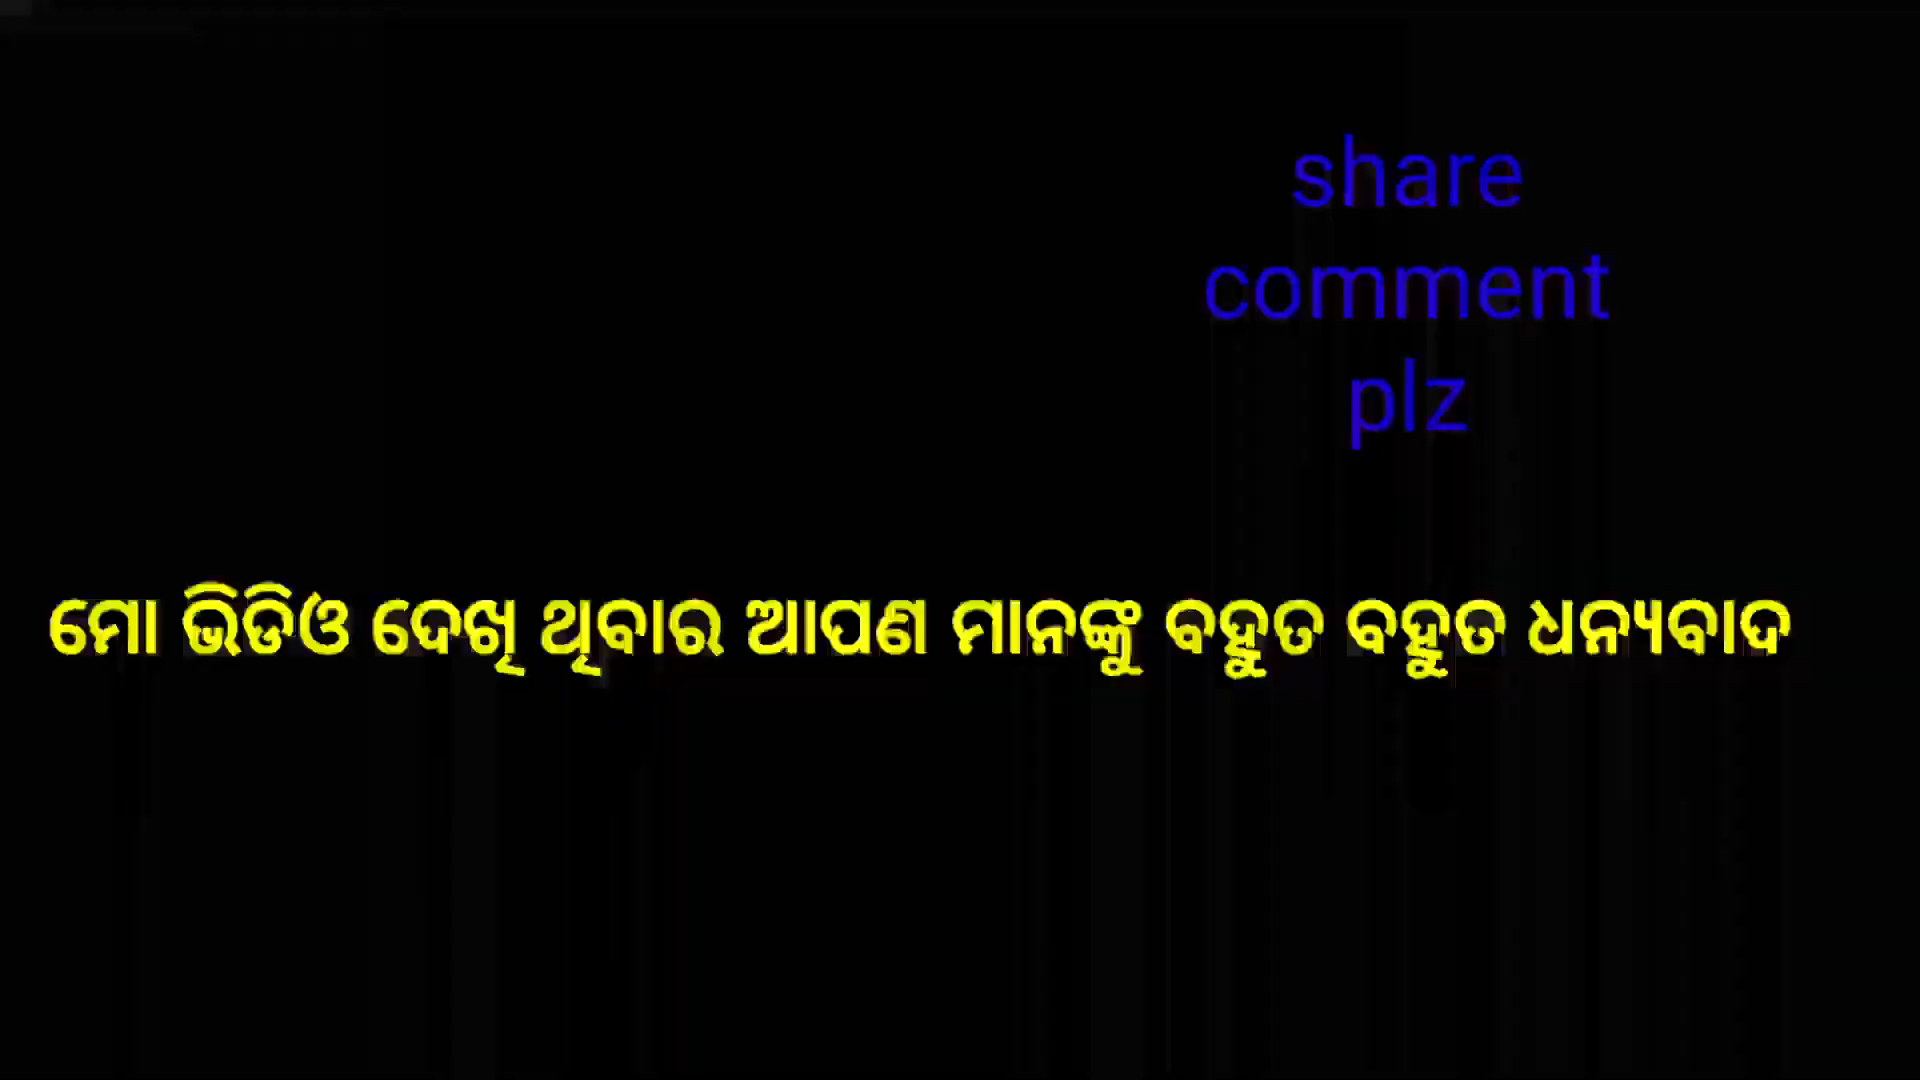 share
comment
plz
ମୋ ଭିଡିଓ ଦେଖି ଥିବାର ଆପଣ ମାନଙ୍କୁ ବହୁତ ବହୁତ ଧନ୍ୟବାଦ